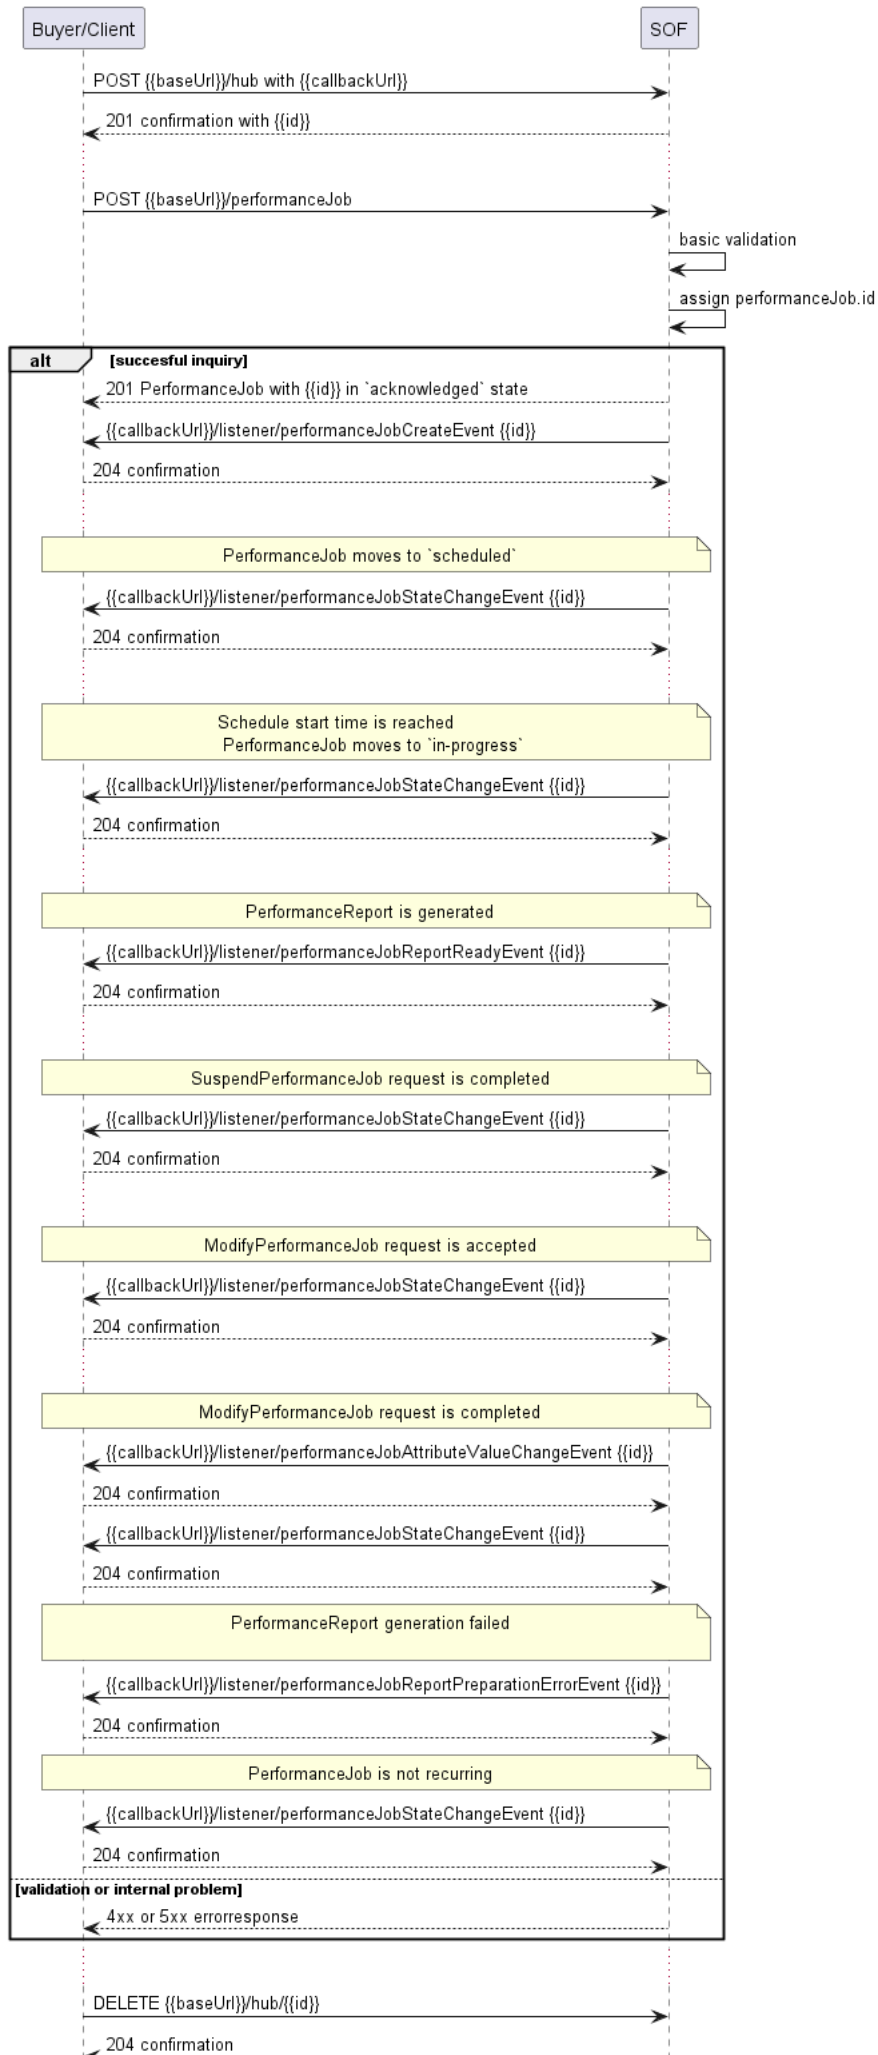 Buyer/Client
SOF
POST {{baseUrl}}/hub with {{callbackUrl}}
201 confirmation with {{id}}
POST {{baseUrl}}/performanceJob
basic validation
assign performanceJob.id
alt
[succesful inquiry]
201 PerformanceJob with {{id}} in `acknowledged` state
{{callbackUrl}}/listener/performanceJobCreateEvent {{id}}
204 confirmation
PerformanceJob moves to `scheduled`
{{callbackUrl}}/listener/performanceJobStateChangeEvent {{id}}
204 confirmation
Schedule start time is reached
PerformanceJob moves to `in-progress`
{{callbackUrl}}/listener/performanceJobStateChangeEvent {{id}}
204 confirmation
PerformanceReport is generated
{{callbackUrl}}/listener/performanceJobReportReadyEvent {{id}}
204 confirmation
SuspendPerformanceJob request is completed
{{callbackUrl}}/listener/performanceJobStateChangeEvent {{id}}
204 confirmation
ModifyPerformanceJob request is accepted
{{callbackUrl}}/listener/performanceJobStateChangeEvent {{id}}
204 confirmation
ModifyPerformanceJob request is completed
{{callbackUrl}}/listener/performanceJobAttributeValueChangeEvent {{id}}
204 confirmation
{{callbackUrl}}/listener/performanceJobStateChangeEvent {{id}}
204 confirmation
PerformanceReport generation failed
{{callbackUrl}}/listener/performanceJobReportPreparationErrorEvent {{id}}
204 confirmation
PerformanceJob is not recurring
{{callbackUrl}}/listener/performanceJobStateChangeEvent {{id}}
204 confirmation
[validation or internal problem]
4xx or 5xx errorresponse
DELETE {{baseUrl}}/hub/{{id}}
204 confirmation